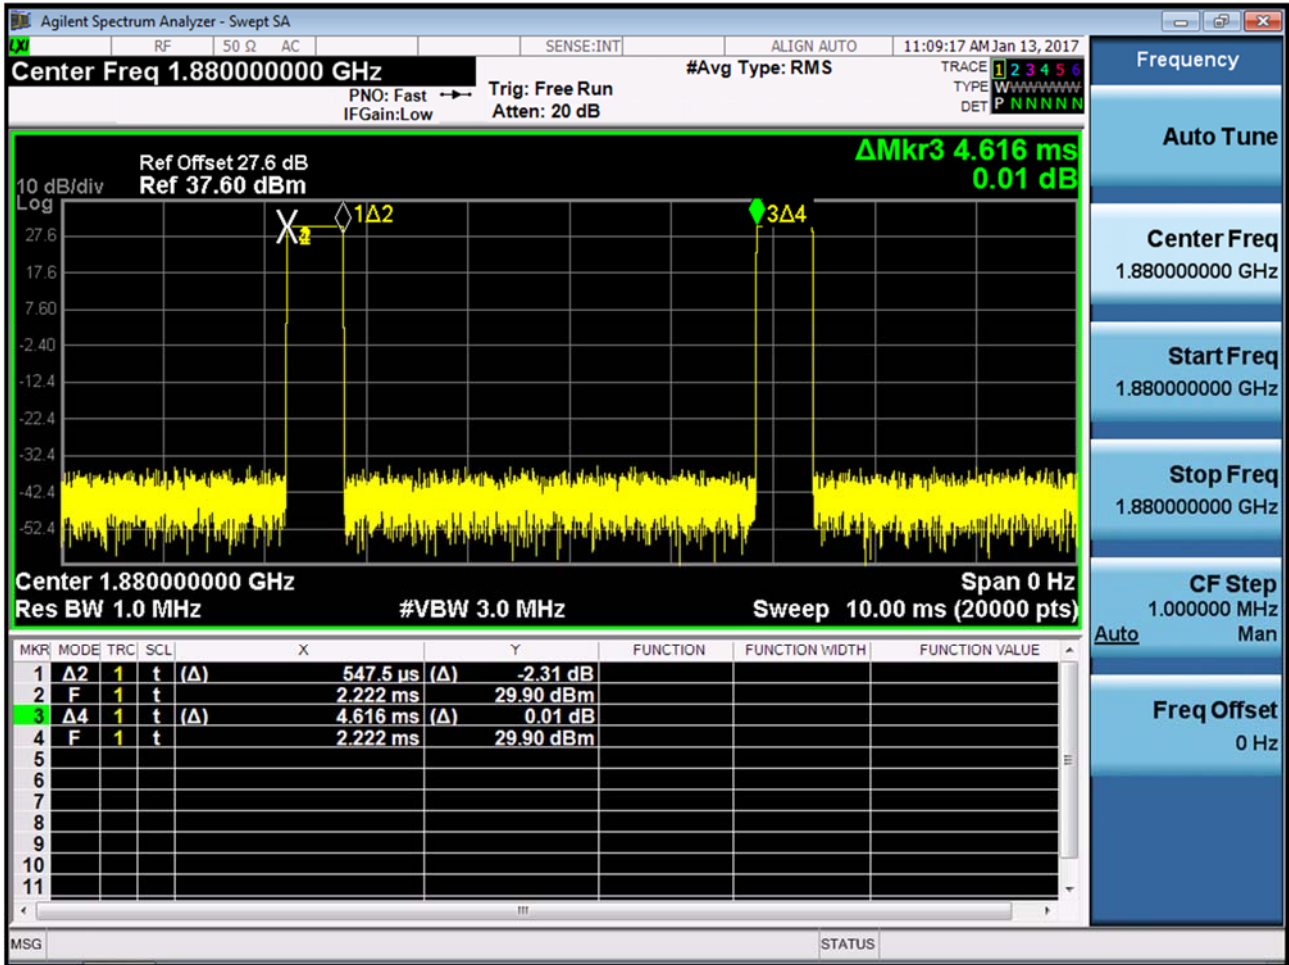 Agilent Spectrum Analyzer - Swept SA
LXI RF 50 Ω AC SENSE:INT ALIGN AUTO 11:09:17 AM Jan 13, 2017
Center Freq 1.880000000 GHz
PNO: Fast
IFGain:Low
Trig: Free Run
Atten: 20 dB
#Avg Type: RMS
TRACE 1 2 3 4 5 6
TYPE W W W W W W
DET P N N N N N
Ref Offset 27.6 dB
10 dB/div Ref 37.60 dBm
Log
ΔMkr3 4.616 ms
0.01 dB
1Δ2
3Δ4
27.6
17.6
7.60
-2.40
-12.4
-22.4
-32.4
-42.4
-52.4
Center 1.880000000 GHz Span 0 Hz
Res BW 1.0 MHz #VBW 3.0 MHz Sweep 10.00 ms (20000 pts)
MKR MODE TRC SCL X Y FUNCTION FUNCTION WIDTH FUNCTION VALUE
1 Δ2 1 t (Δ) 547.5 µs (Δ) -2.31 dB
2 F 1 t 2.222 ms 29.90 dBm
3 Δ4 1 t (Δ) 4.616 ms (Δ) 0.01 dB
4 F 1 t 2.222 ms 29.90 dBm
5
6
7
8
9
10
11
MSG STATUS
Frequency
Auto Tune
Center Freq
1.880000000 GHz
Start Freq
1.880000000 GHz
Stop Freq
1.880000000 GHz
CF Step
1.000000 MHz
Auto Man
Freq Offset
0 Hz